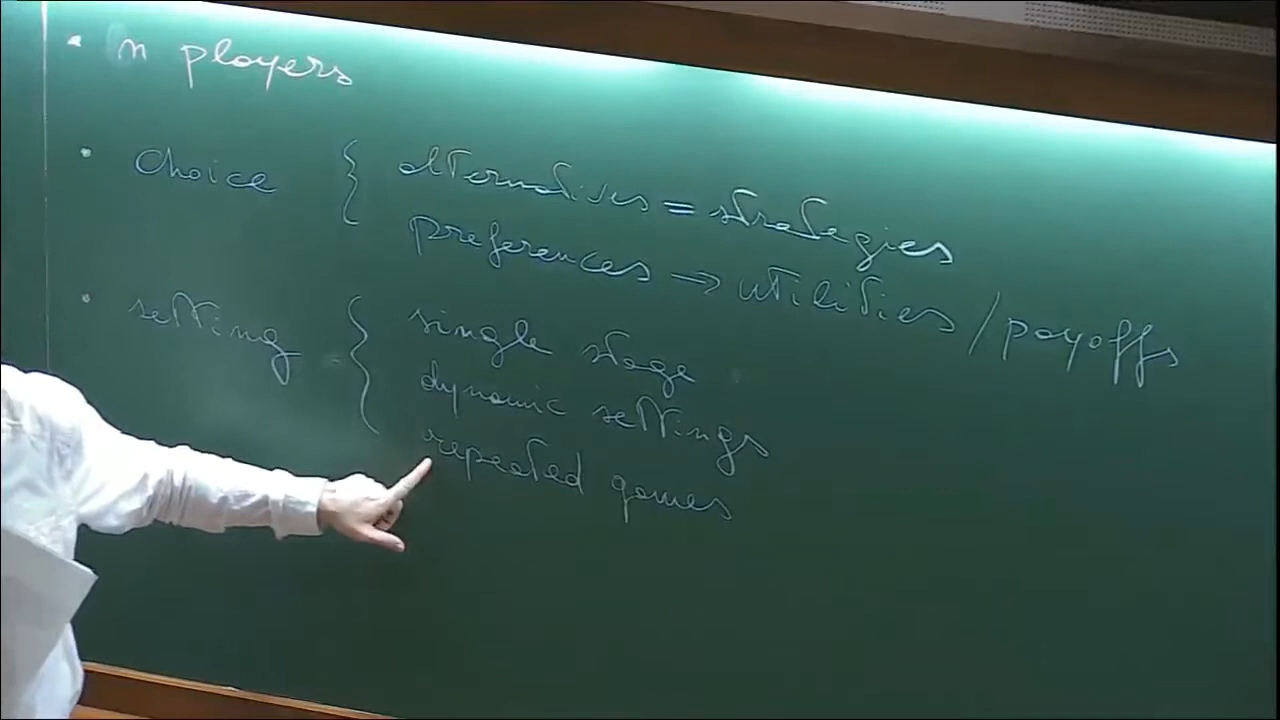 • n players
• Choice { alternatives = strategies
preferences → utilities / payoffs
• setting { single stage
dynamic settings
repeated games